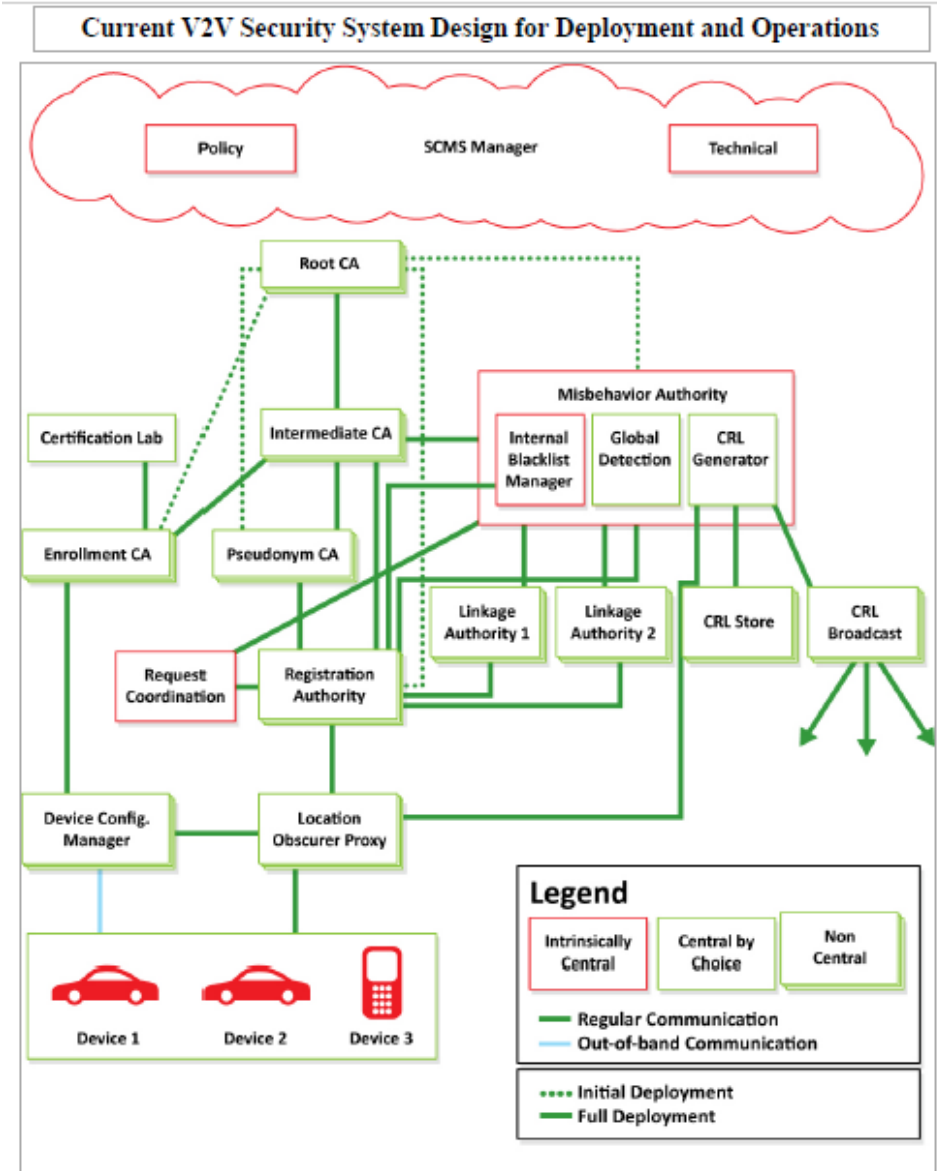 Current V2V Security System Design for Deployment and Operations
Policy
SCMS Manager
Technical
Root CA
Misbehavior Authority
Certification Lab
Intermediate CA
Internal
Blacklist
Manager
Global
Detection
CRL
Generator
Enrollment CA
Pseudonym CA
Linkage
Authority 1
Linkage
Authority 2
CRL Store
CRL
Broadcast
Request
Coordination
Registration
Authority
Device Config.
Manager
Location
Obscurer Proxy
Device 1
Device 2
Device 3
Legend
Intrinsically
Central
Central by
Choice
Non
Central
Regular Communication
Out-of-band Communication
Initial Deployment
Full Deployment